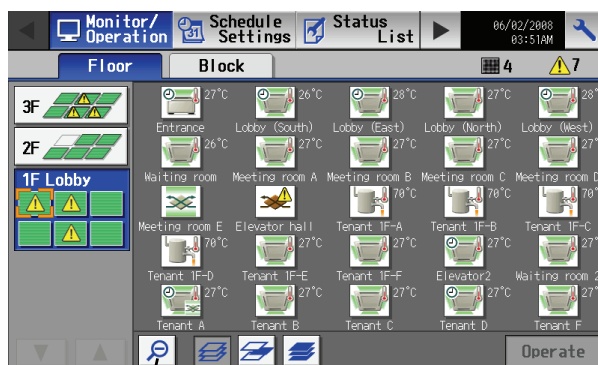 Monitor/ Operation
Schedule Settings
Status List
06/02/2008
03:51AM
Floor Block 4 7
3F
2F
1F Lobby
27°C 26°C 28°C 27°C 28°
Entrance Lobby (South) Lobby (East) Lobby (North) Lobby (West)
26°C 27°C 27°C 27°C 27°
Waiting room Meeting room A Meeting room B Meeting room C Meeting room D
70°C 70°C 70°
Meeting room E Elevator hall Tenant 1F-A Tenant 1F-B Tenant 1F-C
70°C 27°C 27°C 27°C 27°
Tenant 1F-D Tenant 1F-E Tenant 1F-F Elevator2 Waiting room 2
27°C 27°C 27°C 27°C 27°
Tenant A Tenant B Tenant C Tenant D Tenant F
Operate